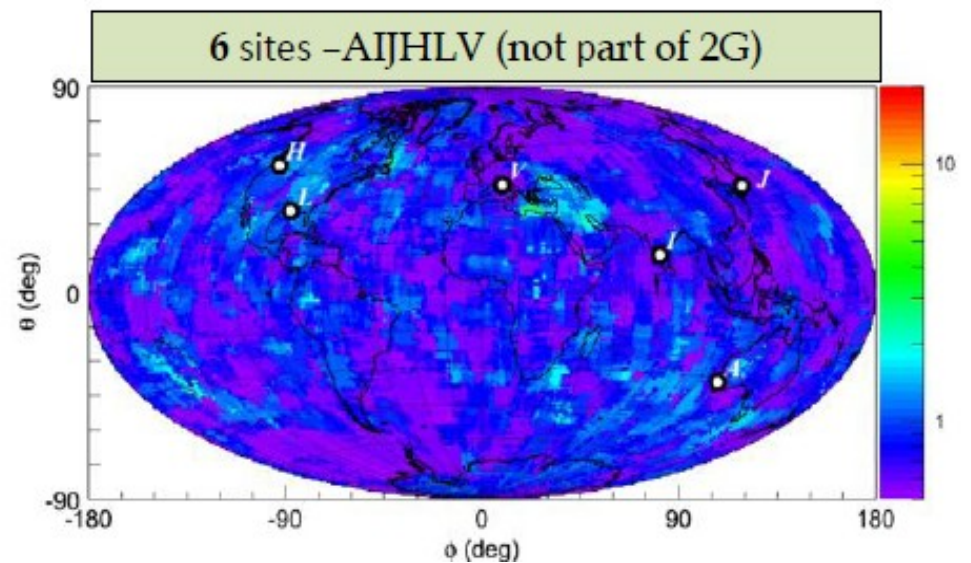 6 sites –AIJHLV (not part of 2G)
90
H
V
J
L
10
I
0
θ (deg)
A
1
-90
-180
-90
0
90
180
ϕ (deg)